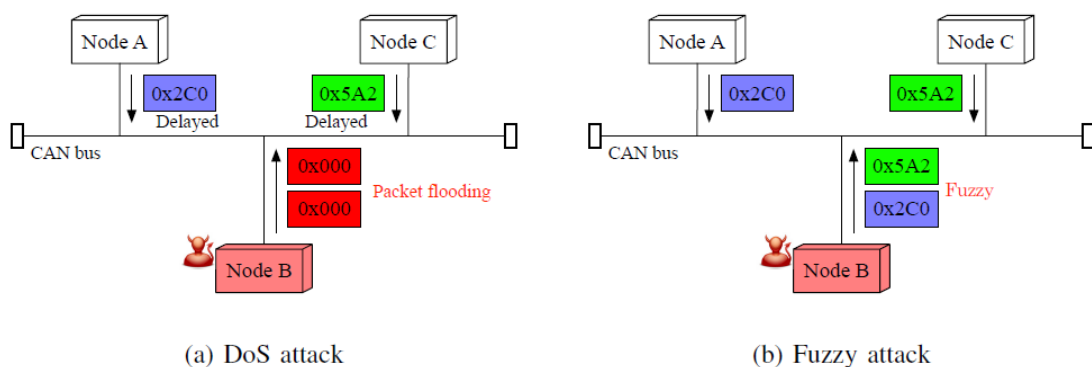 Node A
Node C
0x2C0
0x5A2
Delayed
Delayed
CAN bus
0x000
0x000
Packet flooding
Node B
(a) DoS attack
Node A
Node C
0x2C0
0x5A2
CAN bus
0x5A2
0x2C0
Fuzzy
Node B
(b) Fuzzy attack